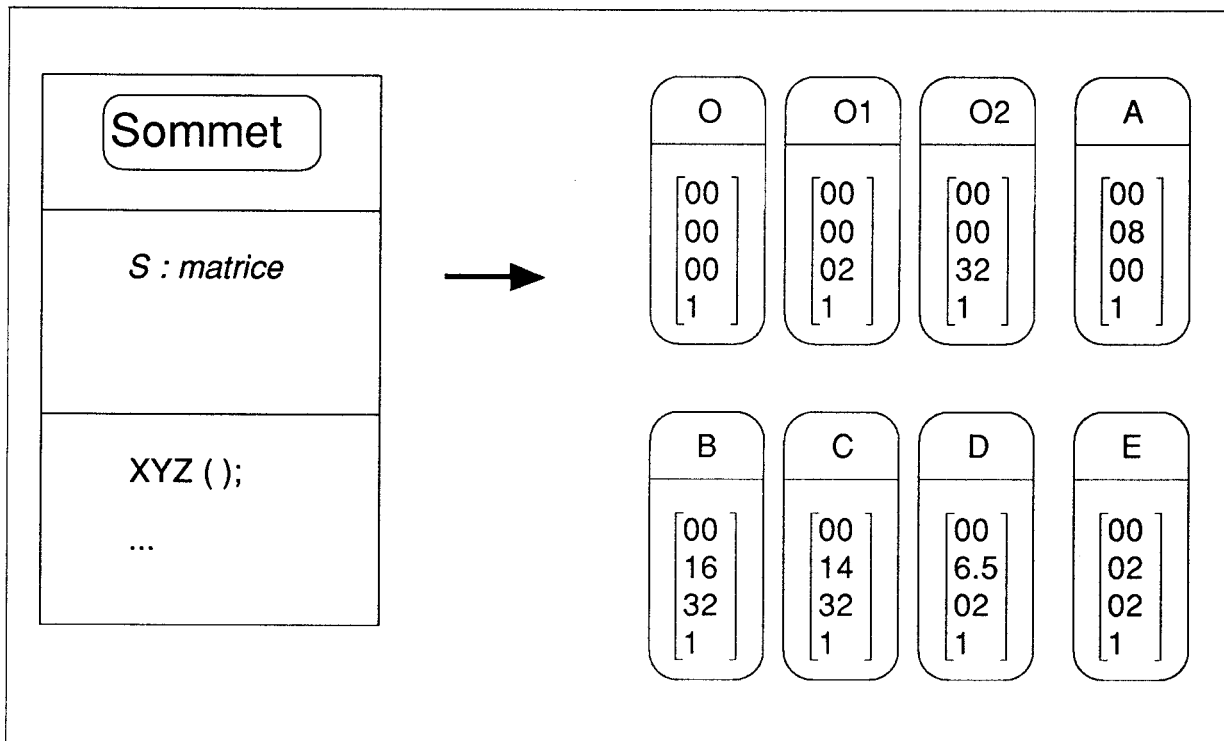 Sommet
S : matrice
XYZ ( );
...
O O1 O2 A
00 00 00 00
00 00 00 08
00 02 32 00
1 1 1 1
B C D E
00 00 00 00
16 14 6.5 02
32 32 02 02
1 1 1 1